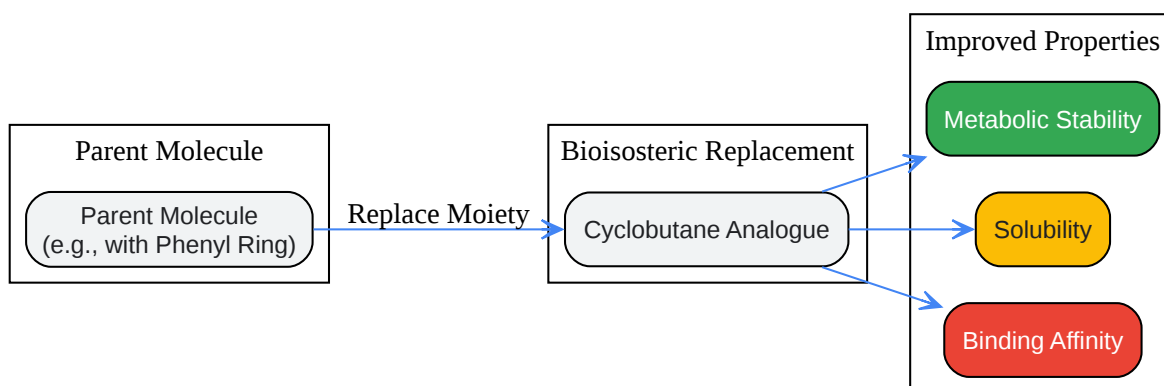 Parent Molecule
Parent Molecule
(e.g., with Phenyl Ring)
Replace Moiety
Bioisosteric Replacement
Cyclobutane Analogue
Improved Properties
Metabolic Stability
Solubility
Binding Affinity